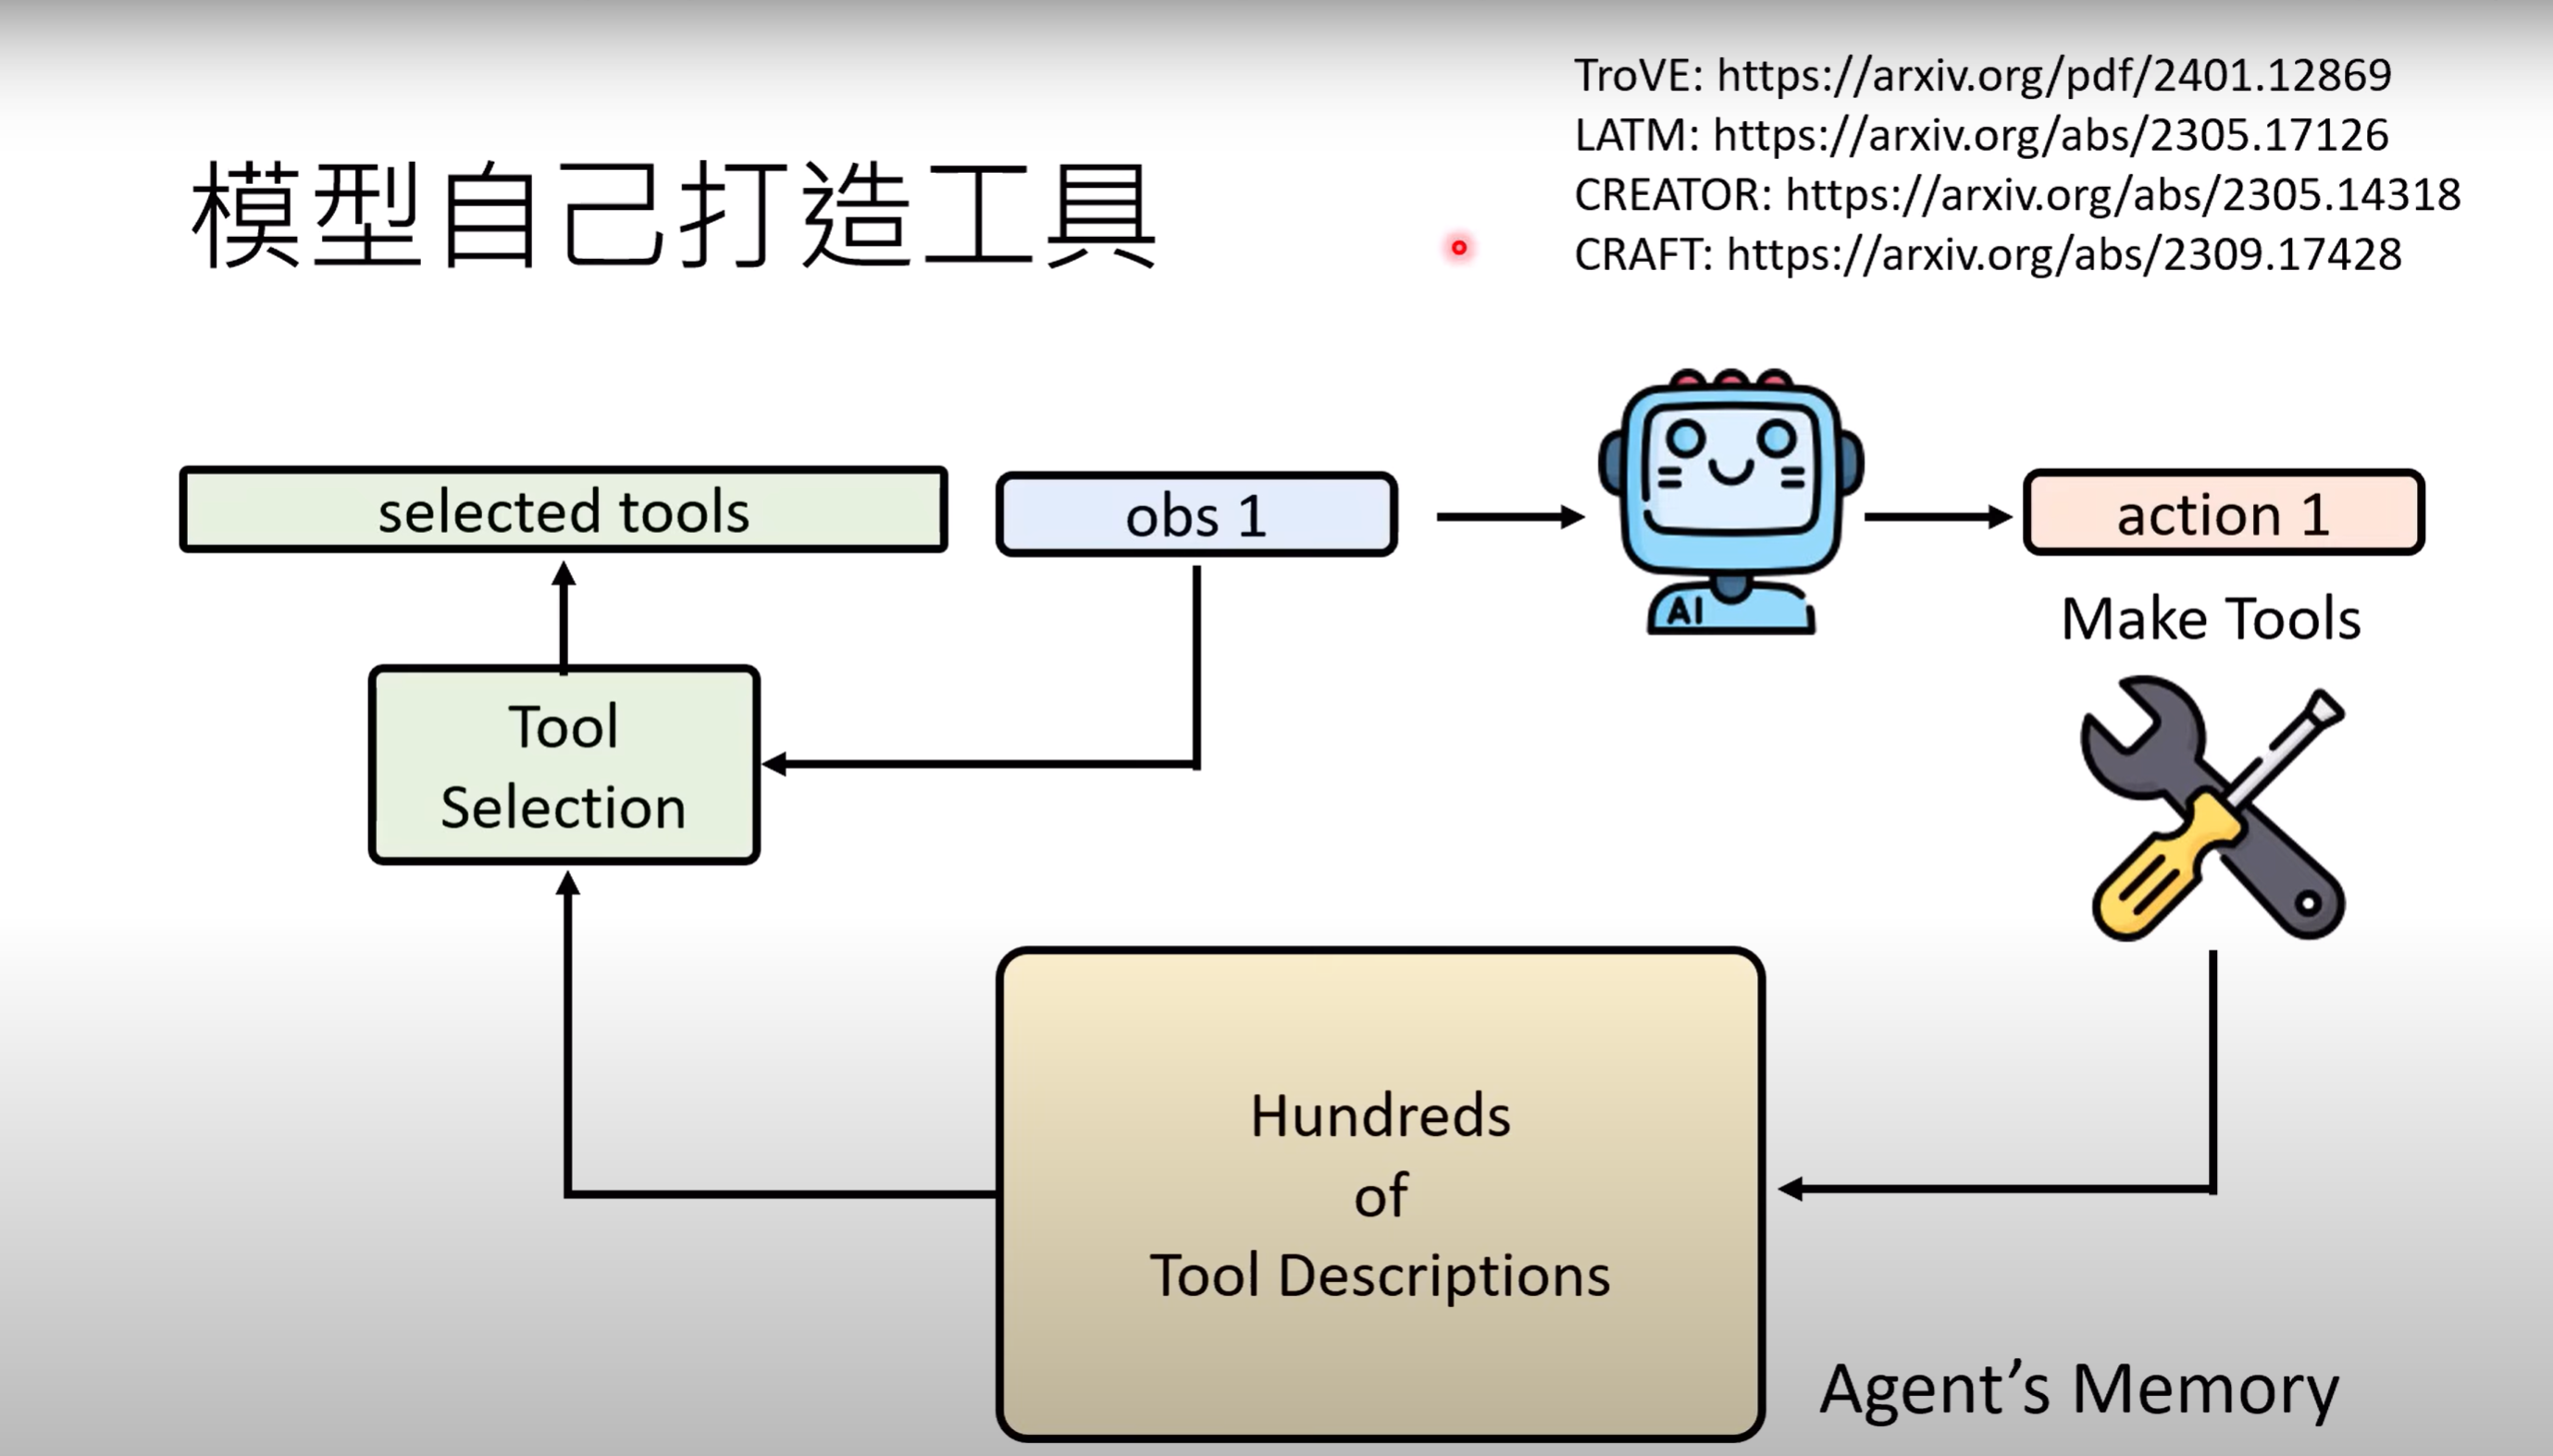 TroVE: https://arxiv.org/pdf/2401.12869
LATM: https://arxiv.org/abs/2305.17126
CREATOR: https://arxiv.org/abs/2305.14318
CRAFT: https://arxiv.org/abs/2309.17428
模型自己打造工具
selected tools
obs 1
AI
action 1
Make Tools
Tool
Selection
Hundreds
of
Tool Descriptions
Agent’s Memory